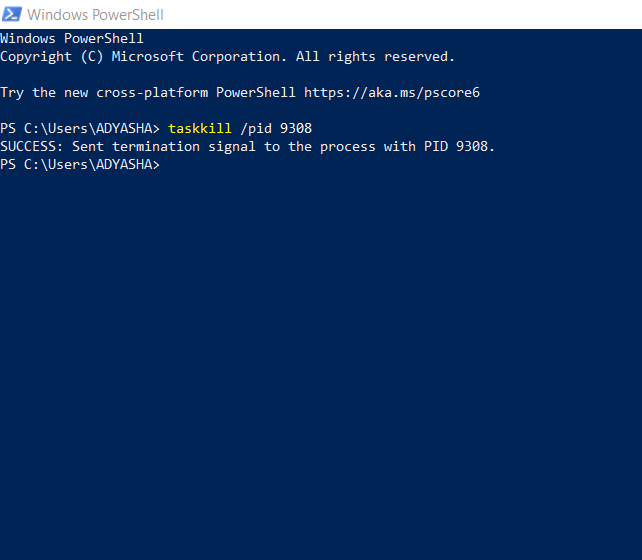 Windows PowerShell
Windows PowerShell
Copyright (C) Microsoft Corporation. All rights reserved.
Try the new cross-platform PowerShell https://aka.ms/pscore6
PS C:\Users\ADYASHA> taskkill /pid 9308
SUCCESS: Sent termination signal to the process with PID 9308.
PS C:\Users\ADYASHA>